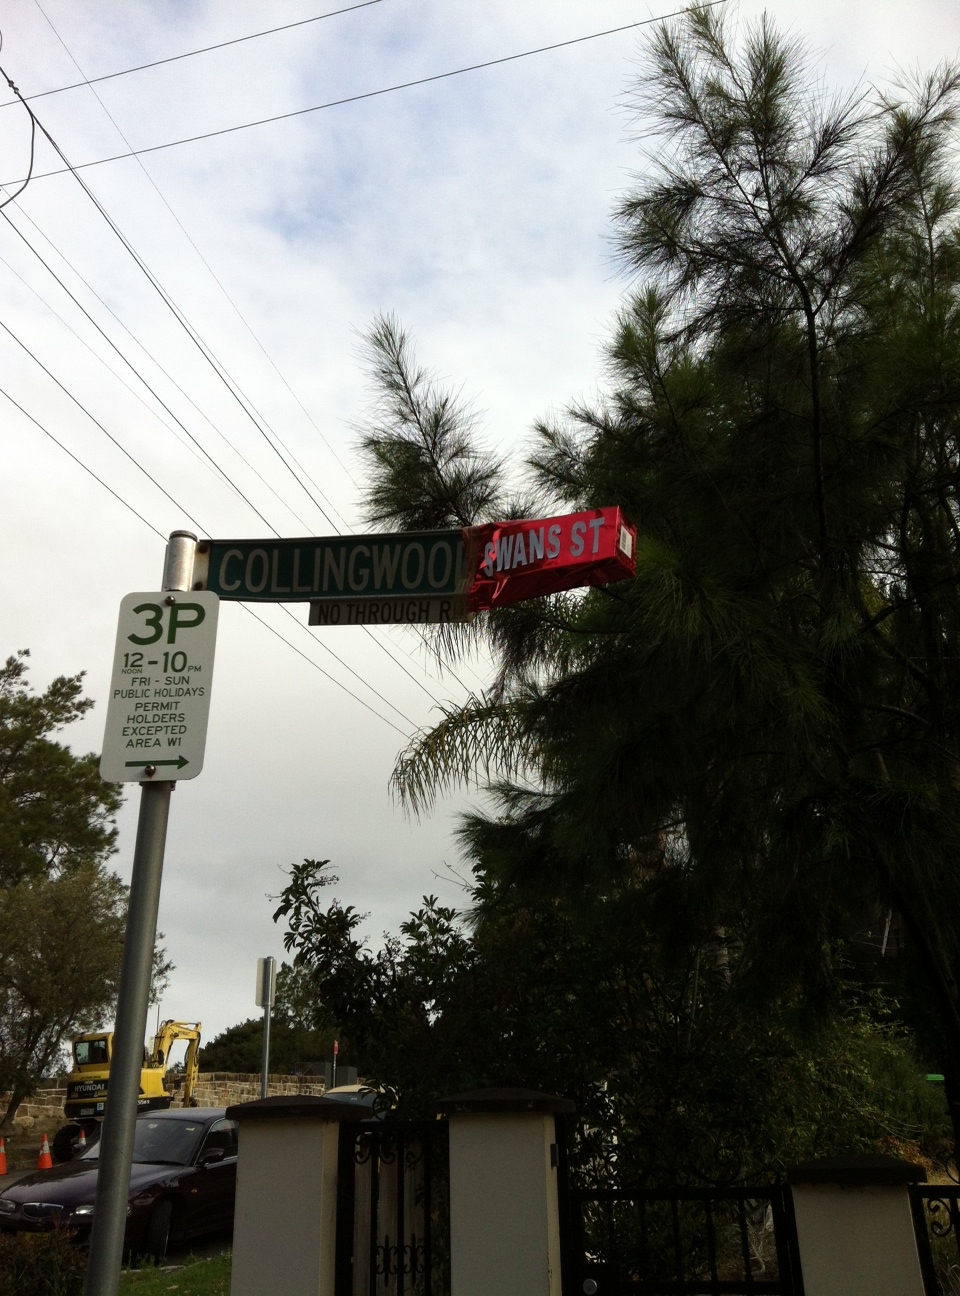 COLLINGWOO
SWANS ST
NO THROUGH R
3P
12 - 10 PM
NOON
FRI - SUN
PUBLIC HOLIDAYS
PERMIT
HOLDERS
EXCEPTED
AREA W1
HYUNDAI